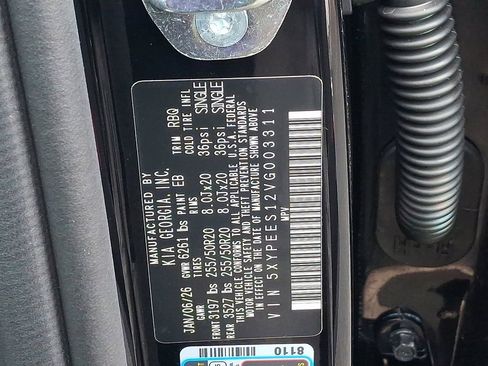 MANUFACTURED BY
KIA GEORGIA, INC.
JAN/06/26 GVWR 6261 lbs PAINT EB TRIM RBQ
GAWR TIRES RIMS COLD TIRE INFL
FRONT 3197 lbs 255/50R20 8.0Jx20 36psi SINGLE
REAR 3527 lbs 255/50R20 8.0Jx20 36psi SINGLE
THIS VEHICLE CONFORMS TO ALL APPLICABLE U.S.A. FEDERAL
MOTOR VEHICLE SAFETY AND THEFT PREVENTION STANDARDS
IN EFFECT ON THE DATE OF MANUFACTURE SHOWN ABOVE
VIN 5XYPEES12VG003311
MPV
8110